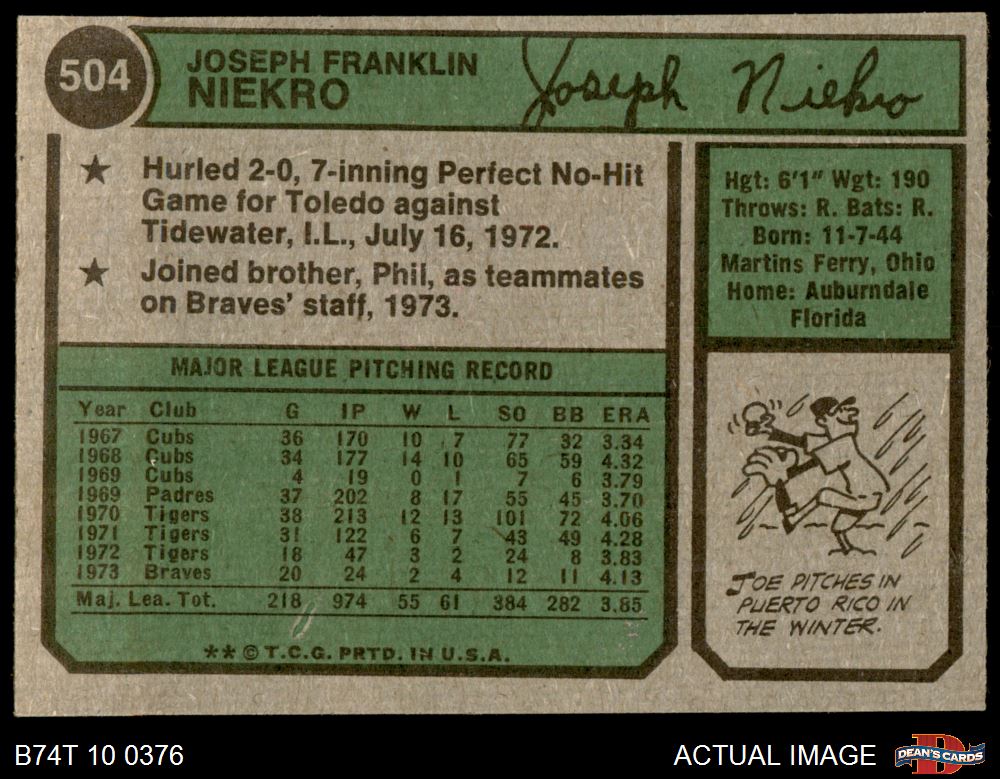 504
JOSEPH FRANKLIN
NIEKRO
Joseph Niekro
★ Hurled 2-0, 7-inning Perfect No-Hit
Game for Toledo against
Tidewater, I.L., July 16, 1972.
★ Joined brother, Phil, as teammates
on Braves' staff, 1973.
Hgt: 6'1" Wgt: 190
Throws: R. Bats: R.
Born: 11-7-44
Martins Ferry, Ohio
Home: Auburndale
Florida
MAJOR LEAGUE PITCHING RECORD
Year Club G IP W L SO BB ERA
1967 Cubs 36 170 10 7 77 32 3.34
1968 Cubs 34 177 14 10 65 59 4.32
1969 Cubs 4 19 0 1 7 6 3.79
1969 Padres 37 202 8 17 55 45 3.70
1970 Tigers 38 213 12 13 101 72 4.06
1971 Tigers 31 122 6 7 43 49 4.28
1972 Tigers 18 47 3 2 24 8 3.83
1973 Braves 20 24 2 4 12 11 4.13
Maj. Lea. Tot. 218 974 55 61 384 282 3.85
** © T.C.G. PRTD. IN U.S.A.
JOE PITCHES IN
PUERTO RICO IN
THE WINTER.
B74T 10 0376
ACTUAL IMAGE
D
DEAN'S CARDS